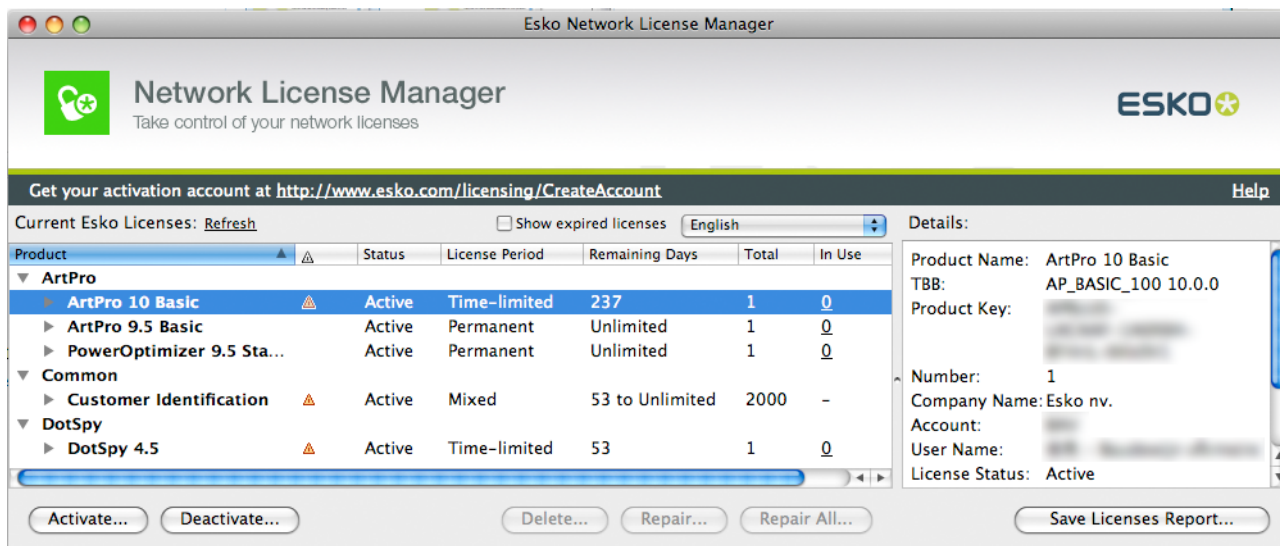 Esko Network License Manager
Network License Manager
Take control of your network licenses
ESKO
Get your activation account at http://www.esko.com/licensing/CreateAccount Help
Current Esko Licenses: Refresh Show expired licenses English Details:
Product Status License Period Remaining Days Total In Use
ArtPro
ArtPro 10 Basic Active Time-limited 237 1 0
ArtPro 9.5 Basic Active Permanent Unlimited 1 0
PowerOptimizer 9.5 Sta... Active Permanent Unlimited 1 0
Common
Customer Identification Active Mixed 53 to Unlimited 2000 -
DotSpy
DotSpy 4.5 Active Time-limited 53 1 0
Product Name: ArtPro 10 Basic
TBB: AP_BASIC_100 10.0.0
Product Key:
Number: 1
Company Name: Esko nv.
Account:
User Name:
License Status: Active
Activate... Deactivate... Delete... Repair... Repair All... Save Licenses Report...